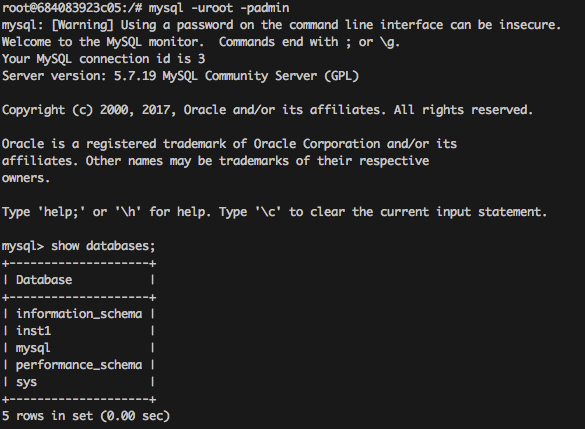 root@684083923c05:/# mysql -uroot -padmin
mysql: [Warning] Using a password on the command line interface can be insecure.
Welcome to the MySQL monitor.  Commands end with ; or \g.
Your MySQL connection id is 3
Server version: 5.7.19 MySQL Community Server (GPL)

Copyright (c) 2000, 2017, Oracle and/or its affiliates. All rights reserved.

Oracle is a registered trademark of Oracle Corporation and/or its
affiliates. Other names may be trademarks of their respective
owners.

Type 'help;' or '\h' for help. Type '\c' to clear the current input statement.

mysql> show databases;
+--------------------+
| Database           |
+--------------------+
| information_schema |
| inst1              |
| mysql              |
| performance_schema |
| sys                |
+--------------------+
5 rows in set (0.00 sec)